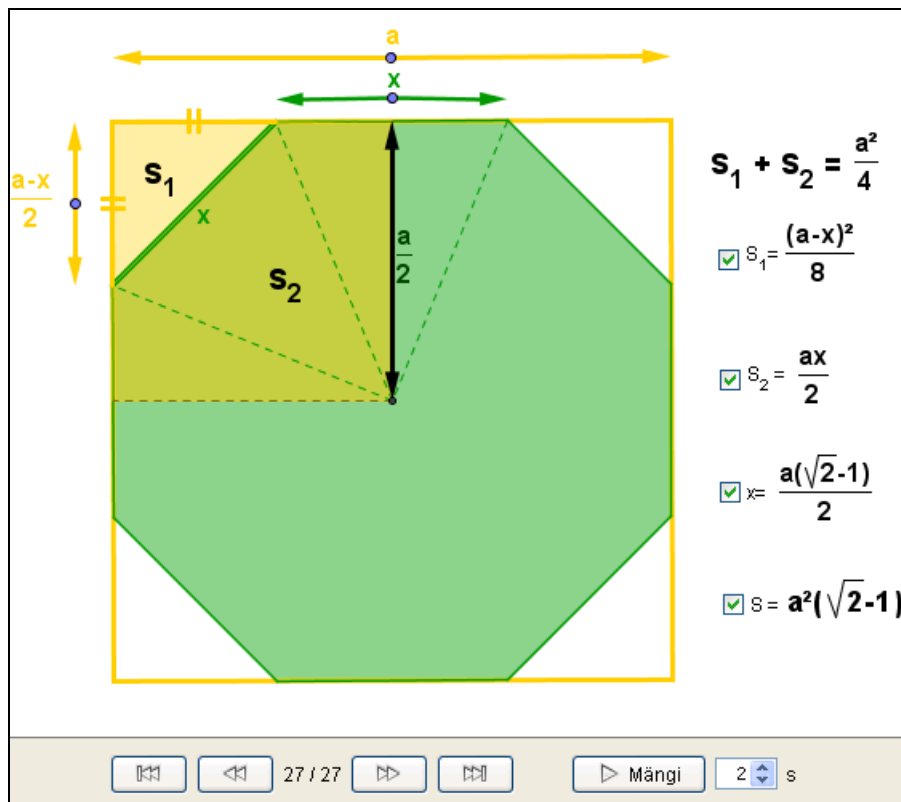 a
x
S₁ + S₂ = a²/4
a-x/2
S₁
S₁= (a-x)²/8
x
a/2
S₂
S₂= ax/2
x= a(√2-1)/2
S= a²(√2-1)
27 / 27
Mängi
2
s